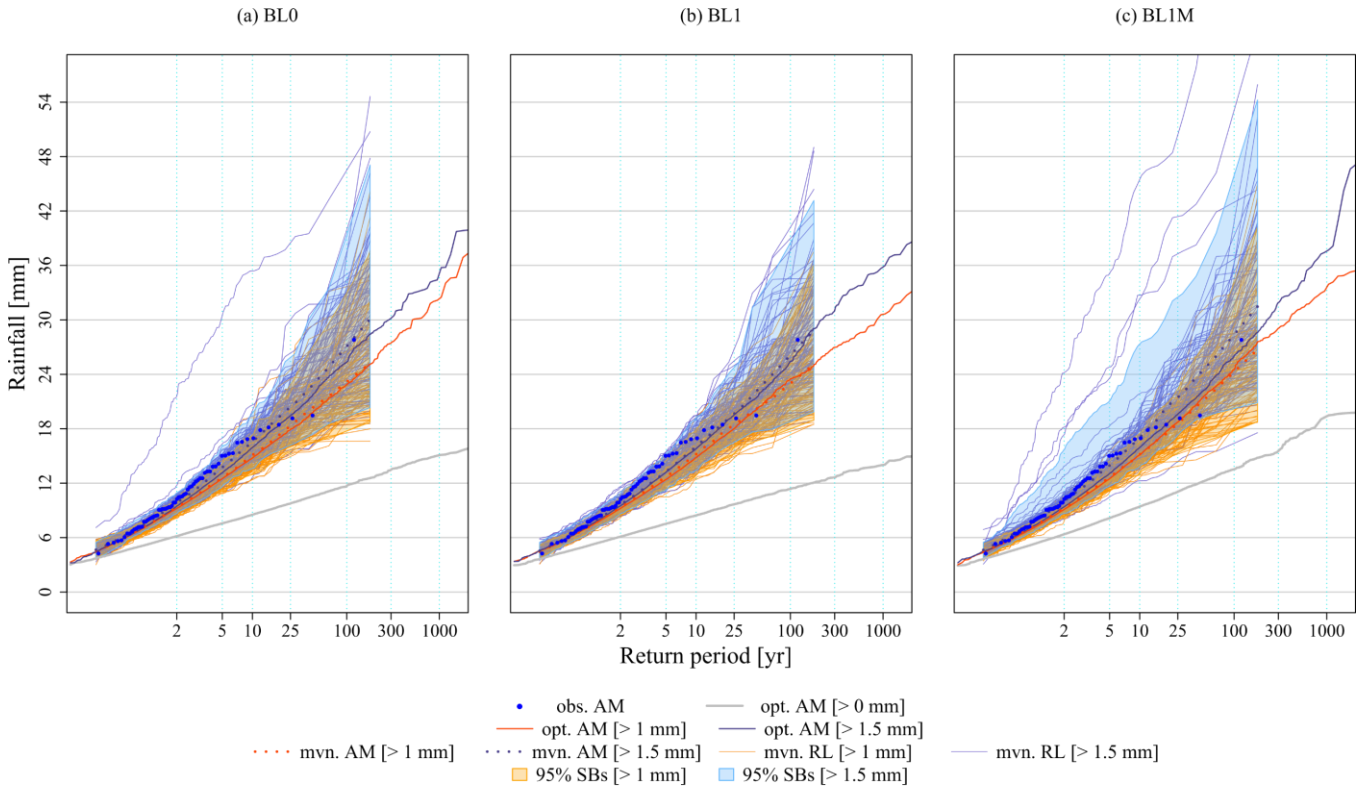 (a) BL0 (b) BL1 (c) BL1M
Rainfall [mm]
54
48
42
36
30
24
18
12
6
0
2 5 10 25 100 300 1000 2 5 10 25 100 300 1000 2 5 10 25 100 300 1000
Return period [yr]
obs. AM opt. AM [> 0 mm]
opt. AM [> 1 mm] opt. AM [> 1.5 mm]
mvn. AM [> 1 mm] mvn. AM [> 1.5 mm] mvn. RL [> 1 mm] mvn. RL [> 1.5 mm]
95% SBs [> 1 mm] 95% SBs [> 1.5 mm]